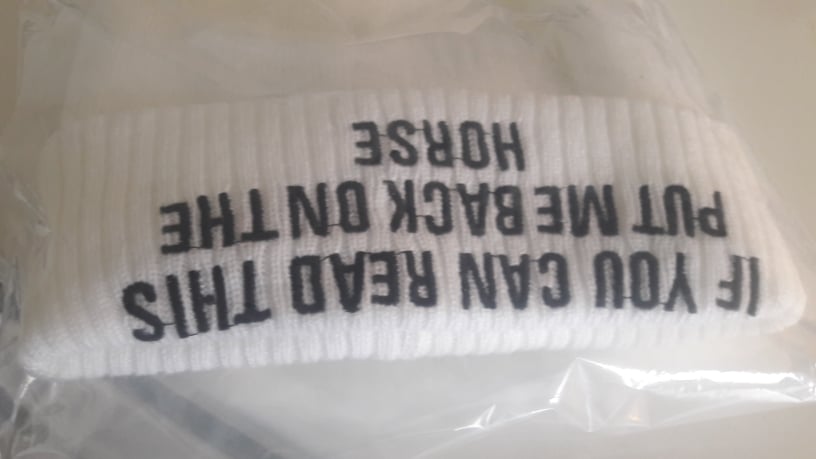 IF YOU CAN READ THIS
PUT ME BACK ON THE
HORSE